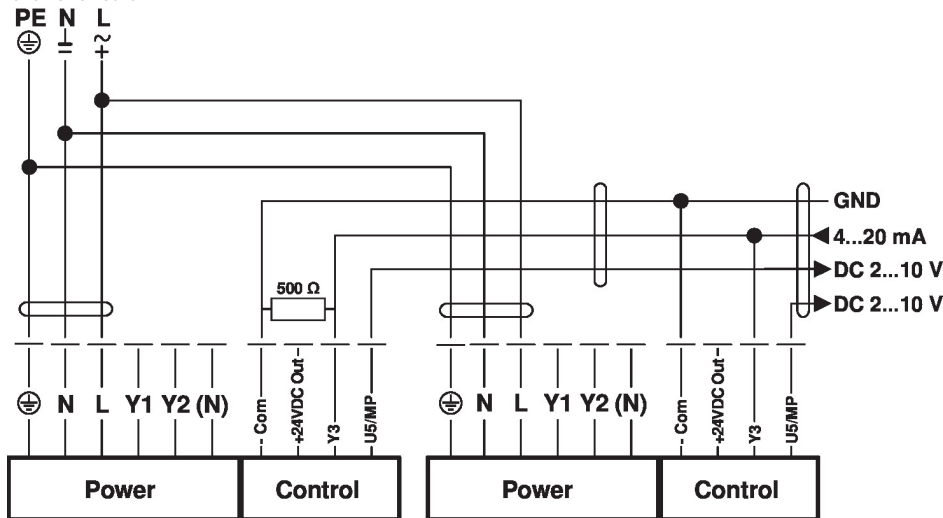 PE N L
~
+
GND
4...20 mA
DC 2...10 V
500 Ω
DC 2...10 V
N L Y1 Y2 (N)
- Com
+24VDC Out -
Y3
U5/MP
N L Y1 Y2 (N)
- Com
+24VDC Out -
Y3
U5/MP
Power
Control
Power
Control